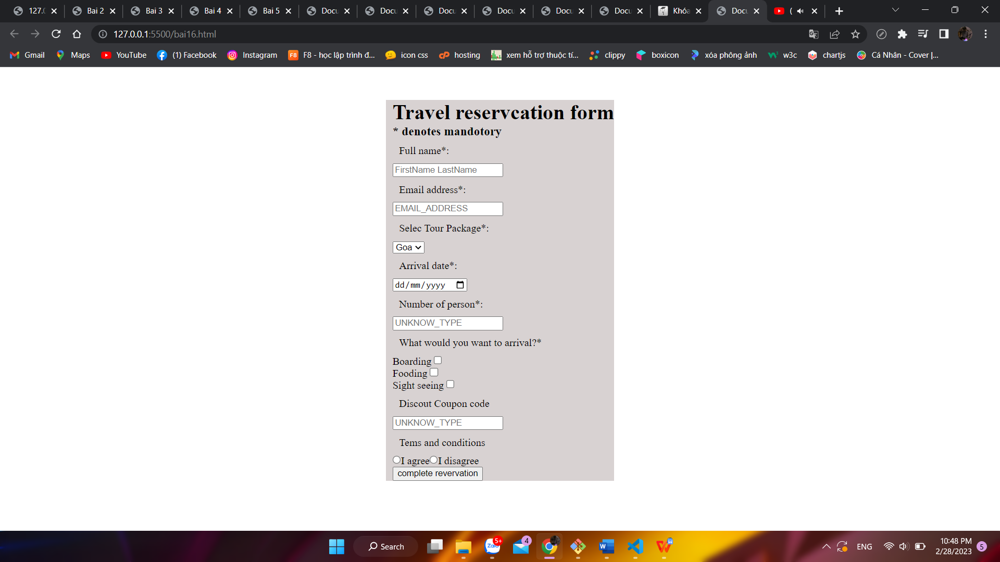 127.0 Bai 2 Bai 3 Bai 4 Bai 5 Docu Docu Docu Docu Docu Docu Khóa Docu (
127.0.0.1:5500/bai16.html
Gmail Maps YouTube (1) Facebook Instagram F8 - học lập trình đ... icon css hosting xem hỗ trợ thuộc tí... clippy boxicon xóa phông ảnh w3c chartjs Cá Nhân - Cover |...
Travel reservcation form
* denotes mandotory
Full name*:
FirstName LastName
Email address*:
EMAIL_ADDRESS
Selec Tour Package*:
Goa
Arrival date*:
dd/mm/yyyy
Number of person*:
UNKNOW_TYPE
What would you want to arrival?*
Boarding
Fooding
Sight seeing
Discout Coupon code
UNKNOW_TYPE
Tems and conditions
I agree I disagree
complete revervation
Search Zalo 5+ 4 ENG 10:48 PM 5
2/28/2023